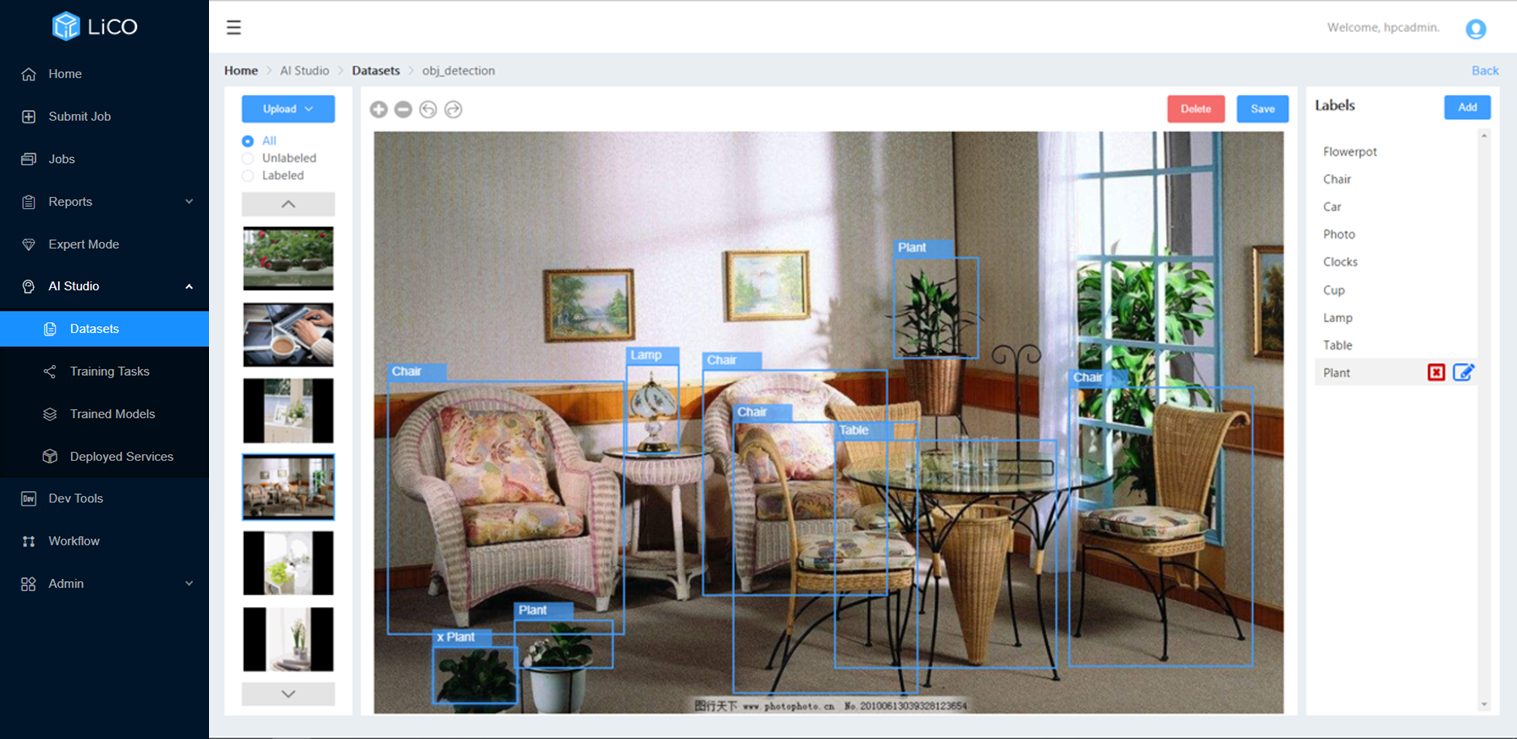 LiCO
Welcome, hpcadmin.
Home
Submit Job
Jobs
Reports
Expert Mode
AI Studio
Datasets
Training Tasks
Trained Models
Deployed Services
Dev
Dev Tools
Workflow
Admin
Home > AI Studio > Datasets > obj_detection
Back
Upload
All
Unlabeled
Labeled
Delete
Save
Plant
Lamp
Chair
Chair
Chair
Chair
Table
Plant
x Plant
图行天下 www.photophoto.cn No.20100613039328123654
Labels
Add
Flowerpot
Chair
Car
Photo
Clocks
Cup
Lamp
Table
Plant